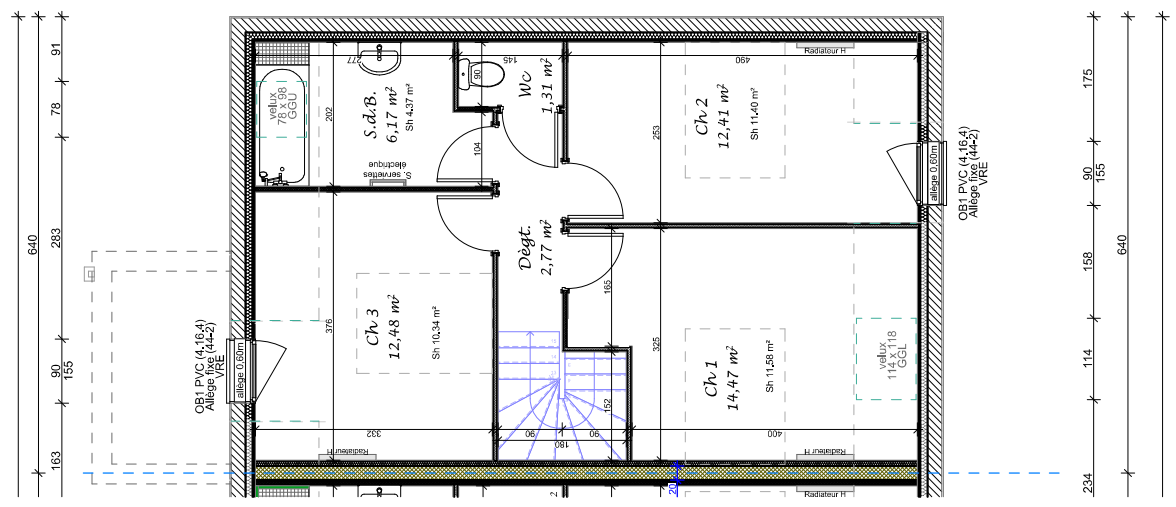 91
78
283
640
90
155
163
277
145
490
Radiateur H
velux
78 x 98
GGU
S.d.B.
6,17 m²
Sh 4.37 m²
202
S. serviettes
électrique
90
104
Wc
1,31 m²
253
Ch 2
12,41 m²
Sh 11.40 m²
allège 0,60m
OB1 PVC (4,16,4)
Allège fixe (44-2)
VRE
175
90
155
158
640
114
234
Dègt.
2,77 m²
165
325
376
Ch 3
12,48 m²
Sh 10.34 m²
OB1 PVC (4,16,4)
Allège fixe (44-2)
VRE
allège 0,60m
Ch 1
14,47 m²
Sh 11,58 m²
velux
114 x 118
GGL
152
332
90
90
180
400
Radiateur H
Radiateur H
20
Radiateur H